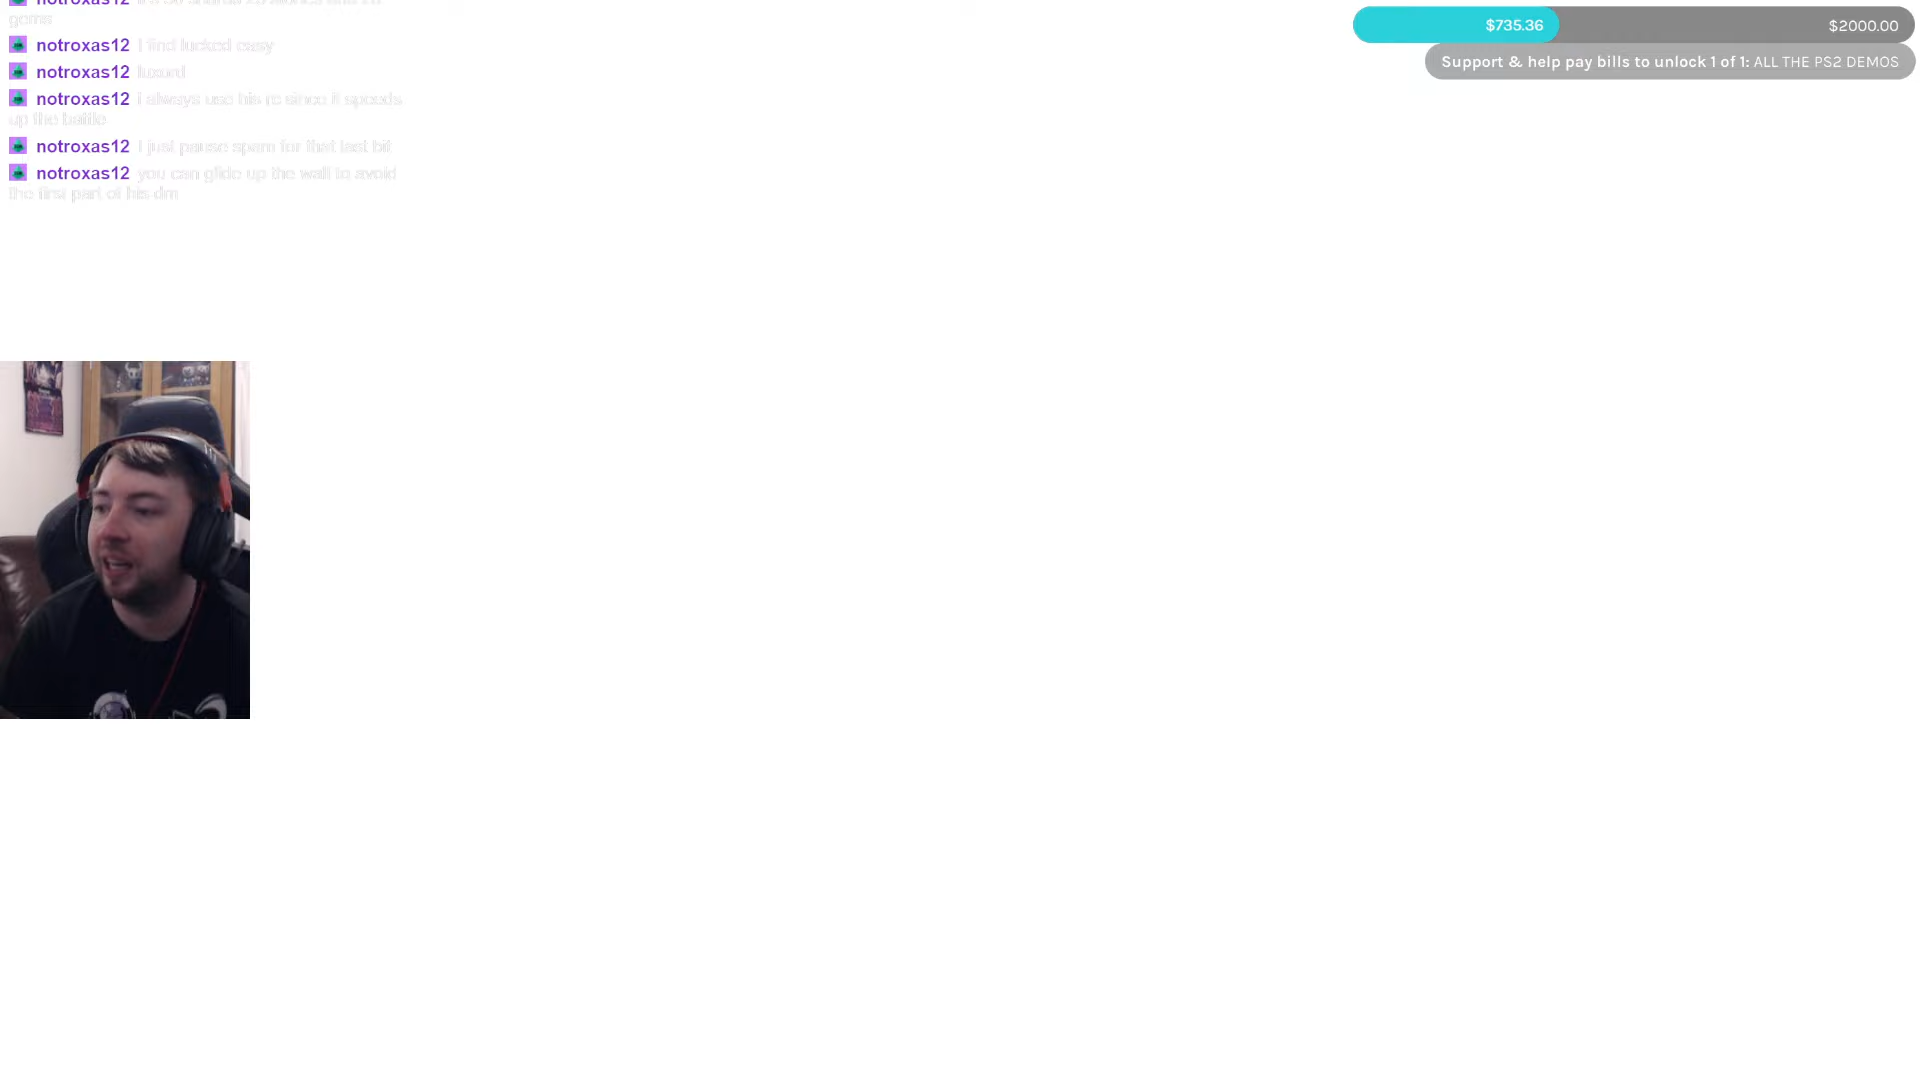 notroxas12
gems
notroxas12 I find lucked easy
notroxas12 luxord
notroxas12 I always use his rc since it speeds
up the battle
notroxas12 I just pause spam for that last bit
notroxas12 you can glide up the wall to avoid
the first part of his dm
$735.36
$2000.00
Support & help pay bills to unlock 1 of 1: ALL THE PS2 DEMOS